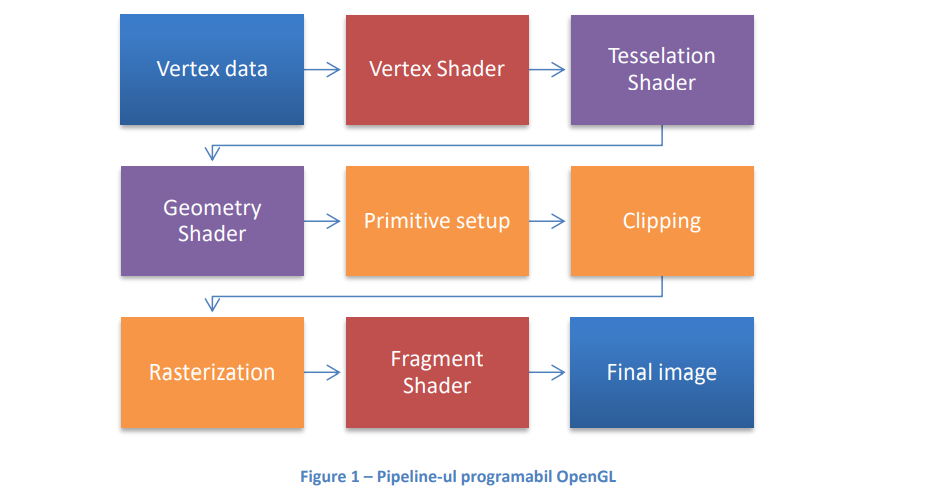 Vertex data
Vertex Shader
Tesselation
Shader
Geometry
Shader
Primitive setup
Clipping
Rasterization
Fragment
Shader
Final image
Figure 1 – Pipeline-ul programabil OpenGL